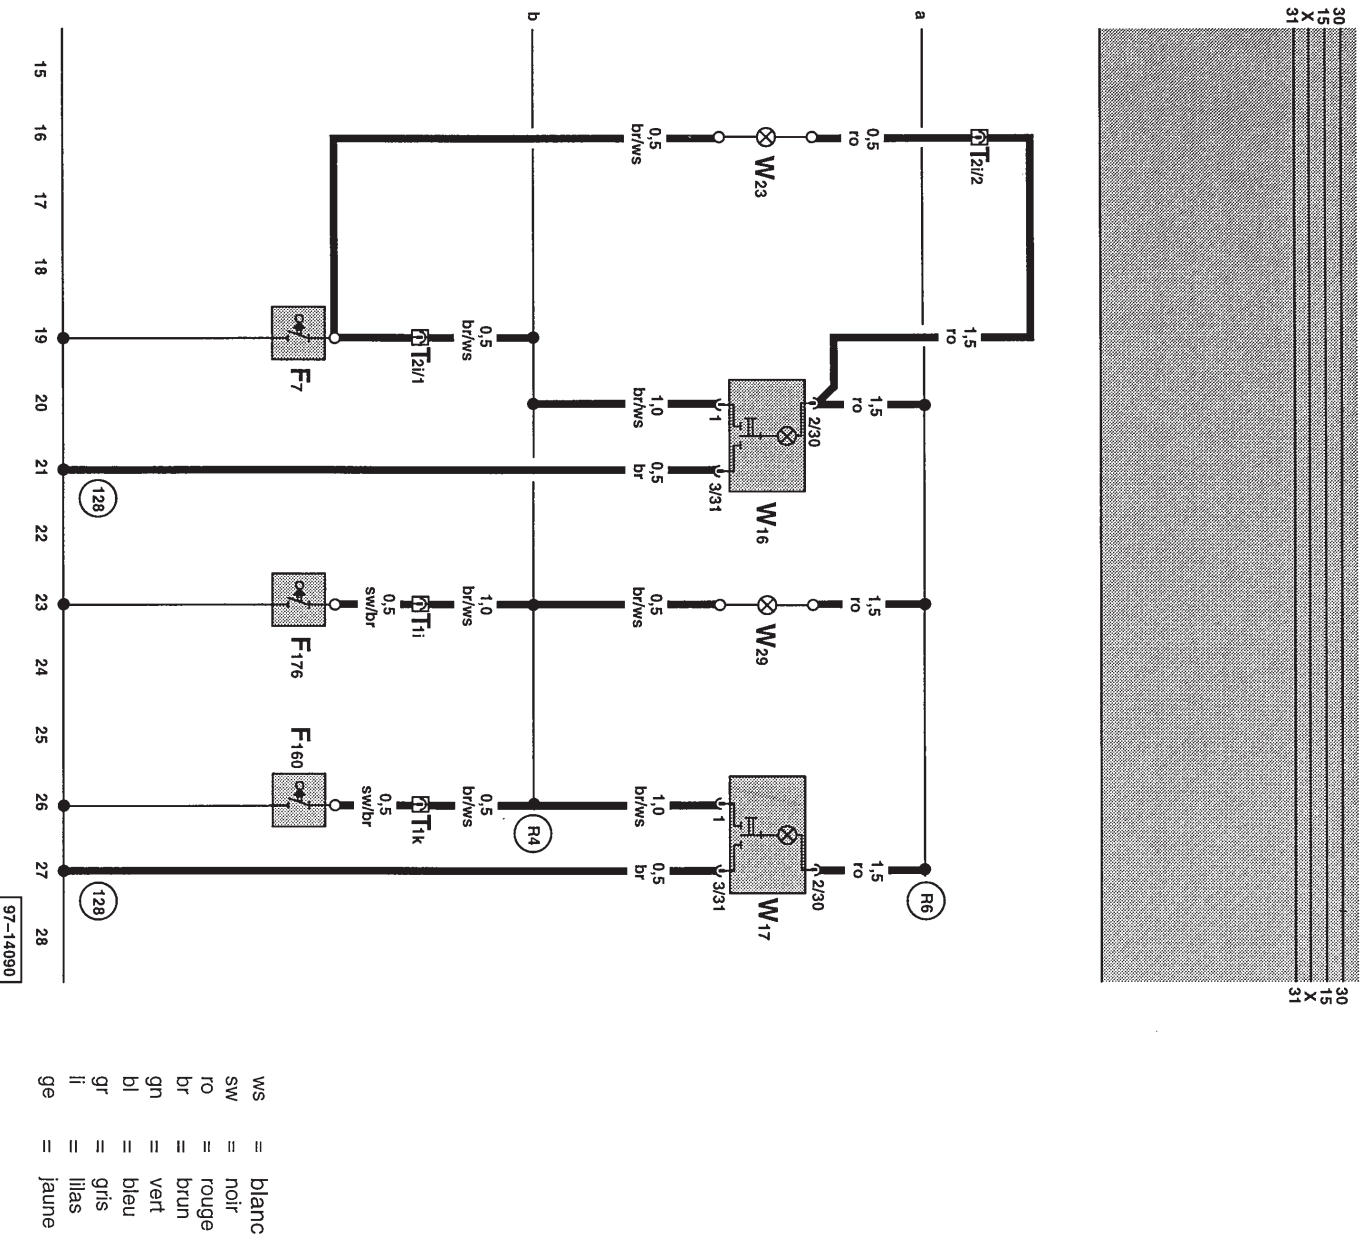 30
15
X
31
30
15
X
31
a
T2i/2
0,5
ro
1,5
ro
1,5
ro
1,5
ro
1,5
ro
R6
W23
2/30
1
3/31
W16
W29
2/30
1
3/31
W17
0,5
br/ws
1,0
br/ws
0,5
br
0,5
br/ws
1,0
br/ws
0,5
br
b
R4
0,5
br/ws
1,0
br/ws
0,5
br/ws
T2i/1
T1i
T1k
0,5
sw/br
0,5
sw/br
F7
F176
F160
128
128
15
16
17
18
19
20
21
22
23
24
25
26
27
28
97-14090
ws = blanc
sw = noir
ro = rouge
br = brun
gn = vert
bl = bleu
gr = gris
li = lilas
ge = jaune